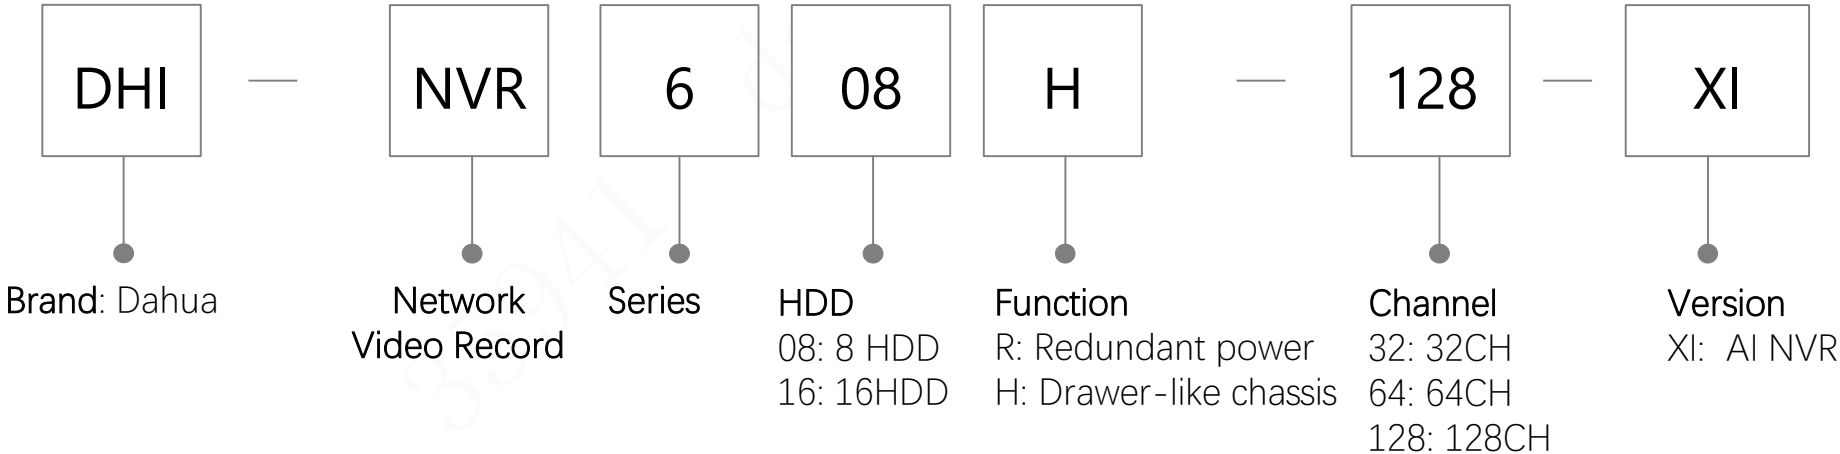 DHI — NVR 6 08 H — 128 — XI
Brand: Dahua
Network
Video Record
Series
HDD
08: 8 HDD
16: 16HDD
Function
R: Redundant power
H: Drawer-like chassis
Channel
32: 32CH
64: 64CH
128: 128CH
Version
XI: AI NVR
33941